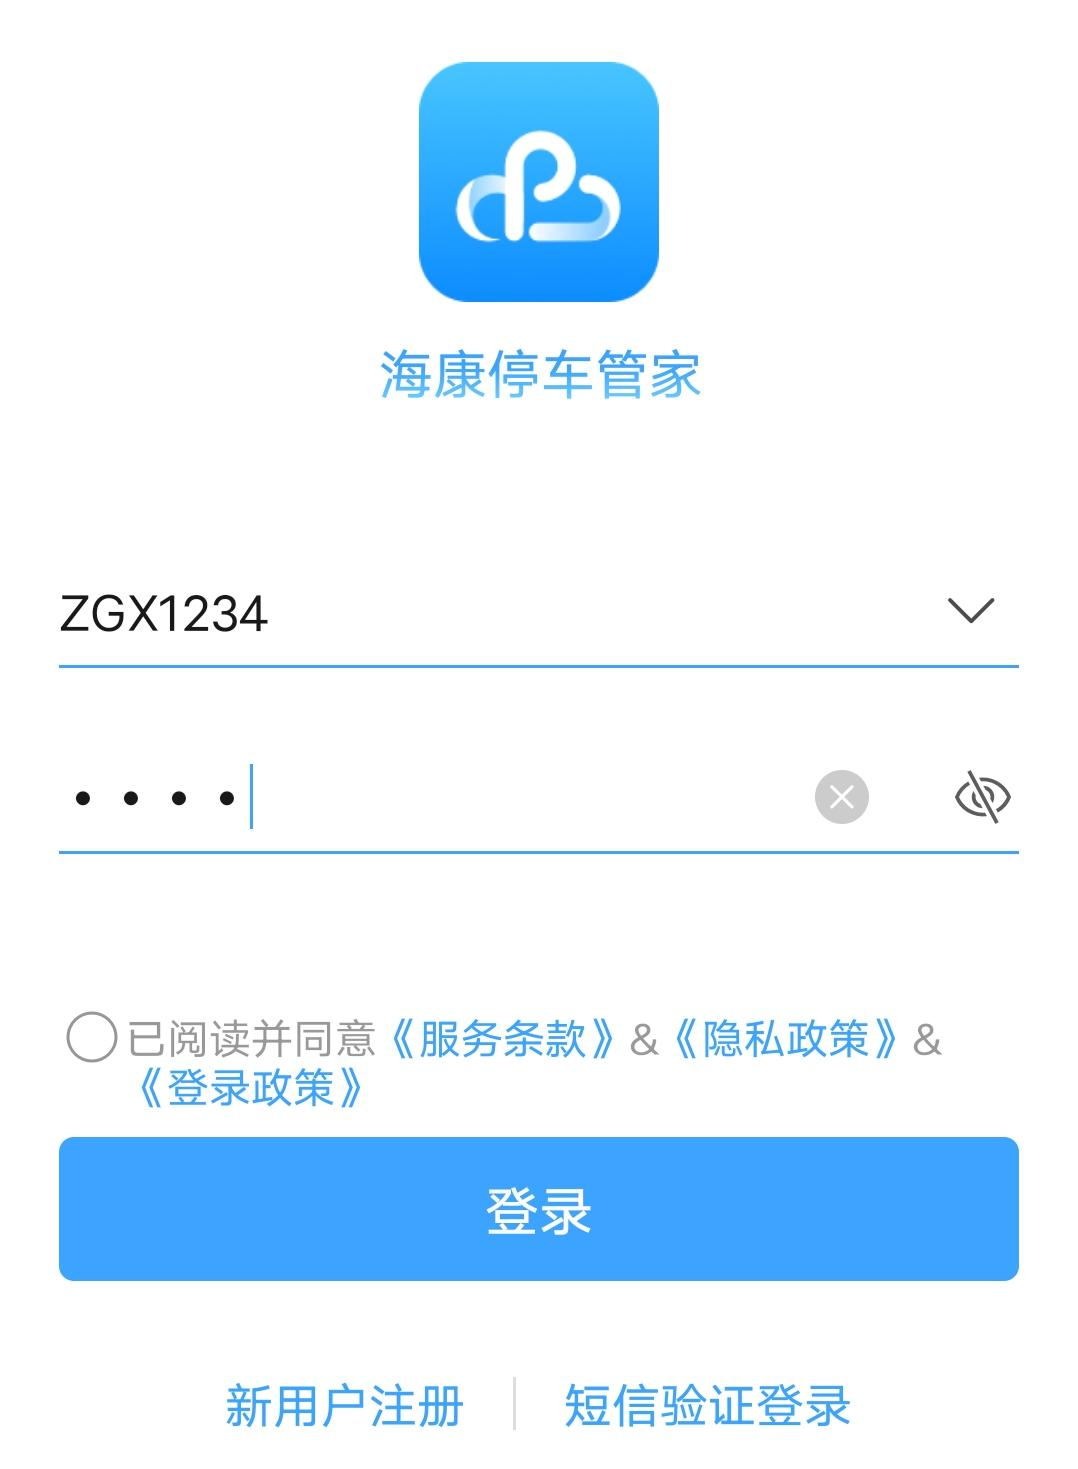 海康停车管家
ZGX1234
••••
已阅读并同意《服务条款》&《隐私政策》&
《登录政策》
登录
新用户注册 | 短信验证登录